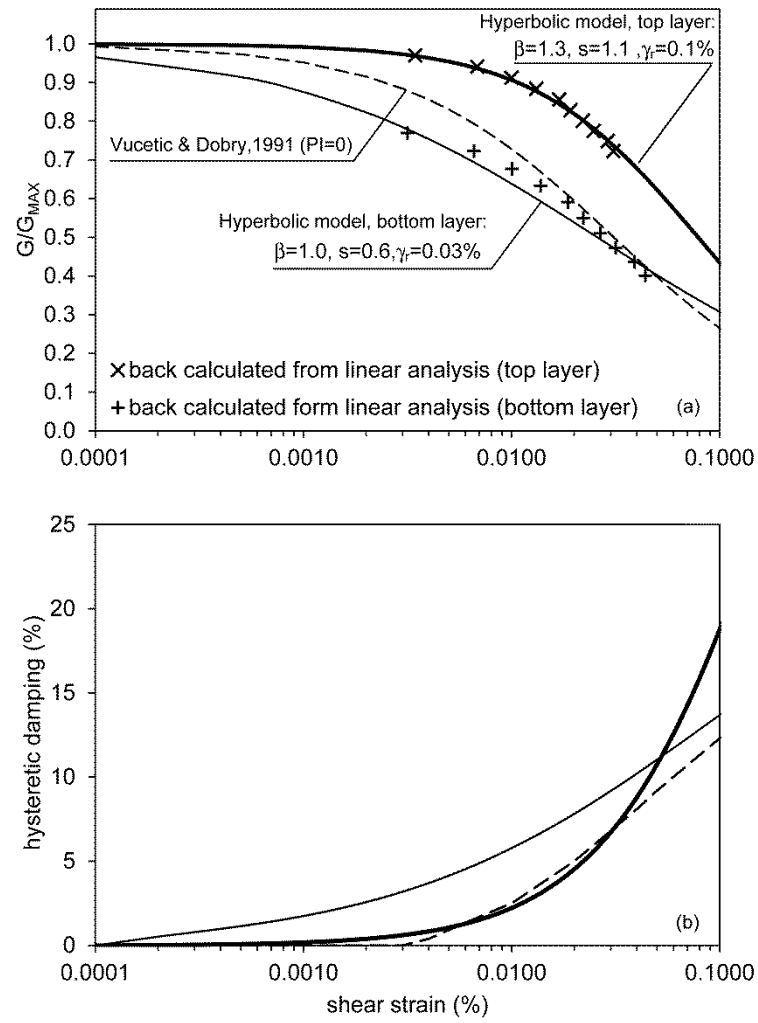 Hyperbolic model, top layer:
β=1.3, s=1.1 ,γr=0.1%
1.0
0.9
0.8
0.7
0.6
0.5
0.4
0.3
0.2
0.1
0.0
G/GMAX
Vucetic & Dobry,1991 (PI=0)
Hyperbolic model, bottom layer:
β=1.0, s=0.6,γr=0.03%
×back calculated from linear analysis (top layer)
+back calculated form linear analysis (bottom layer)
(a)
0.0001 0.0010 0.0100 0.1000
25
20
15
10
5
0
hysteretic damping (%)
(b)
0.0001 0.0010 0.0100 0.1000
shear strain (%)